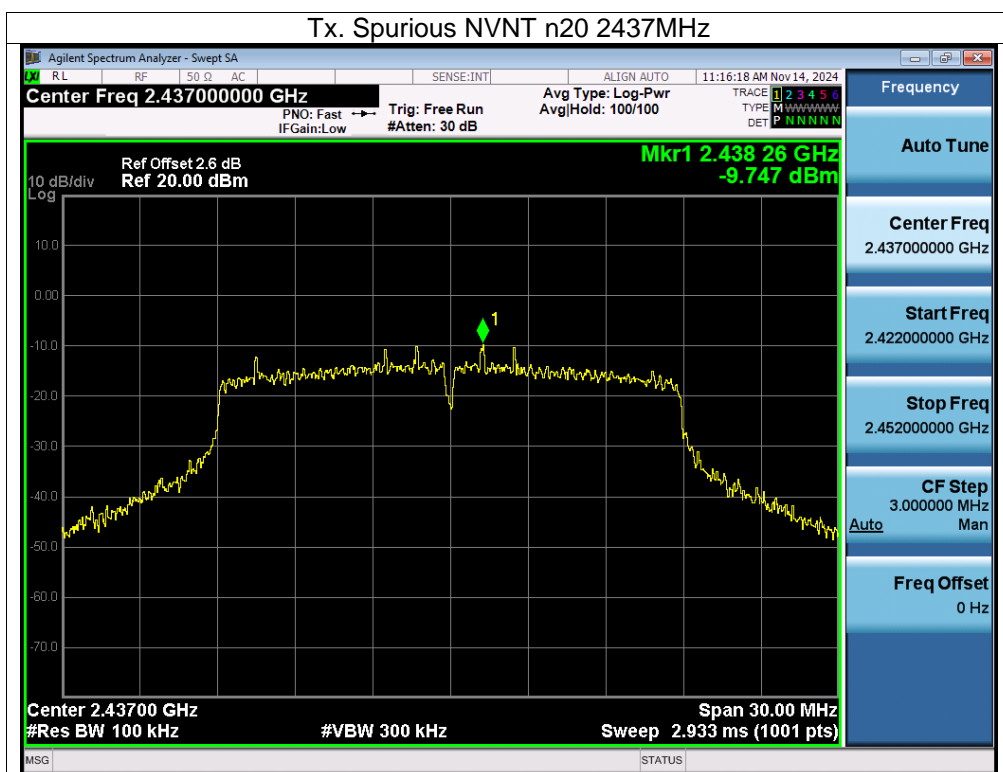 Tx. Spurious NVNT n20 2437MHz
Agilent Spectrum Analyzer - Swept SA
LXI RL RF 50 Ω AC SENSE:INT ALIGN AUTO 11:16:18 AM Nov 14, 2024
Center Freq 2.437000000 GHz
PNO: Fast
IFGain:Low
Trig: Free Run
#Atten: 30 dB
Avg Type: Log-Pwr
Avg|Hold: 100/100
TRACE 1 2 3 4 5 6
TYPE M WWWWW
DET P N N N N N
Mkr1 2.438 26 GHz
-9.747 dBm
Ref Offset 2.6 dB
10 dB/div Ref 20.00 dBm
Log
10.0
0.00
-10.0
-20.0
-30.0
-40.0
-50.0
-60.0
-70.0
1
Center 2.43700 GHz Span 30.00 MHz
#Res BW 100 kHz #VBW 300 kHz Sweep 2.933 ms (1001 pts)
MSG STATUS
Frequency
Auto Tune
Center Freq
2.437000000 GHz
Start Freq
2.422000000 GHz
Stop Freq
2.452000000 GHz
CF Step
3.000000 MHz
Auto Man
Freq Offset
0 Hz